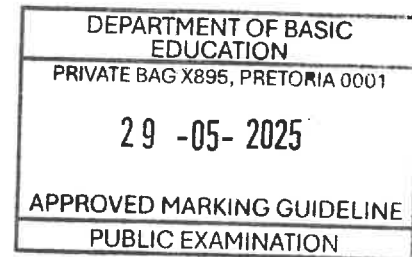 DEPARTMENT OF BASIC
EDUCATION
PRIVATE BAG X895, PRETORIA 0001
29 -05- 2025
APPROVED MARKING GUIDELINE
PUBLIC EXAMINATION